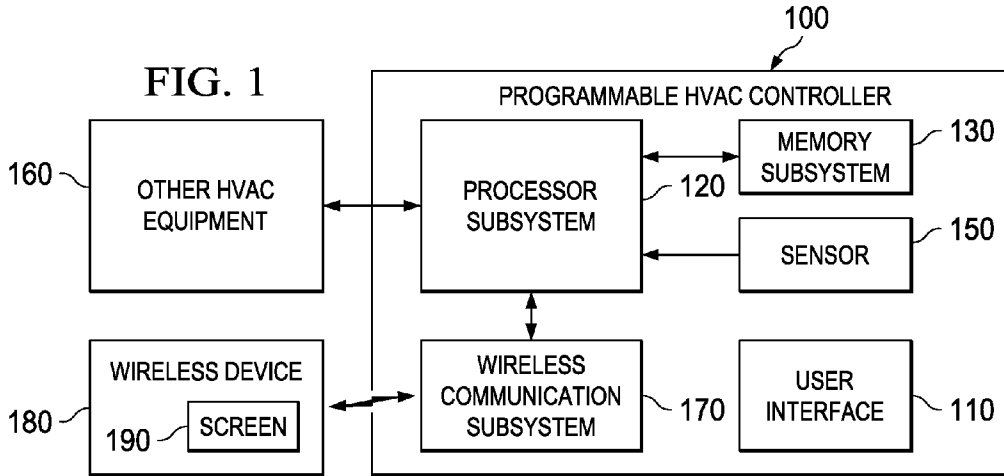 100
FIG. 1
PROGRAMMABLE HVAC CONTROLLER
160
OTHER HVAC
EQUIPMENT
PROCESSOR
SUBSYSTEM
120
MEMORY
SUBSYSTEM
130
SENSOR
150
180
WIRELESS DEVICE
190
SCREEN
WIRELESS
COMMUNICATION
SUBSYSTEM
170
USER
INTERFACE
110